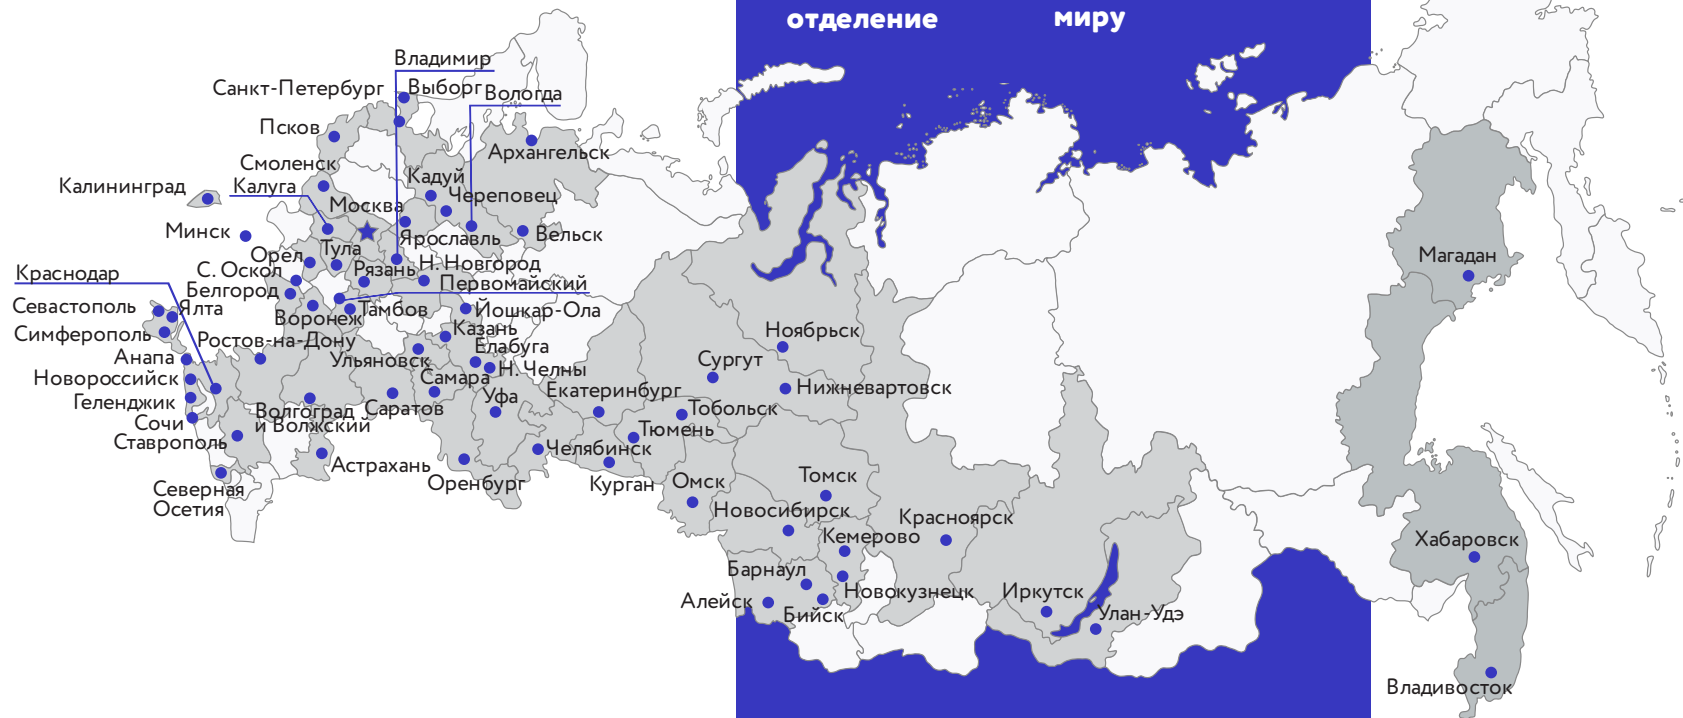 отделение
миру
Владимир
Санкт-Петербург
Выборг
Вологда
Псков
Архангельск
Смоленск
Калининград
Калуга
Кадуй
Череповец
Москва
Минск
Ярославль
Вельск
Орел
Тула
С. Оскол
Рязань
Н. Новгород
Краснодар
Белгород
Первомайский
Севастополь
Ялта
Воронеж
Тамбов
Йошкар-Ола
Симферополь
Ростов-на-Дону
Казань
Анапа
Ульяновск
Елабуга
Новороссийск
Самара
Н. Челны
Геленджик
Волгоград
и Волжский
Саратов
Уфа
Екатеринбург
Сочи
Ставрополь
Астрахань
Оренбург
Челябинск
Курган
Северная
Осетия
Тюмень
Тобольск
Сургут
Ноябрьск
Нижневартовск
Омск
Томск
Новосибирск
Кемерово
Красноярск
Барнаул
Новокузнецк
Алейск
Бийск
Иркутск
Улан-Удэ
Магадан
Хабаровск
Владивосток